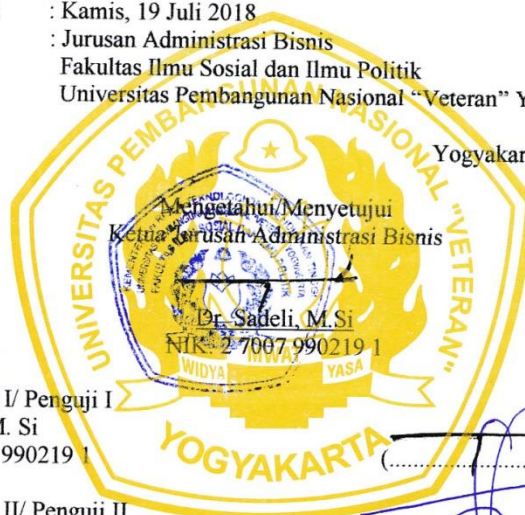 : Kamis, 19 Juli 2018
: Jurusan Administrasi Bisnis
Fakultas Ilmu Sosial dan Ilmu Politik
Universitas Pembangunan Nasional "Veteran" Y
Yogyakar
UNIVERSITAS PEMBANGUNAN NASIONAL "VETERAN"
Mengetahui/Menyetujui
Ketua Jurusan Administrasi Bisnis
Dr. Sadeli, M.Si
NIK. 2 7007 990219 1
WIDYA MWAT YASA
YOGYAKARTA
I/ Penguji I
M. Si
990219 1
(..............
II/ Penguji II